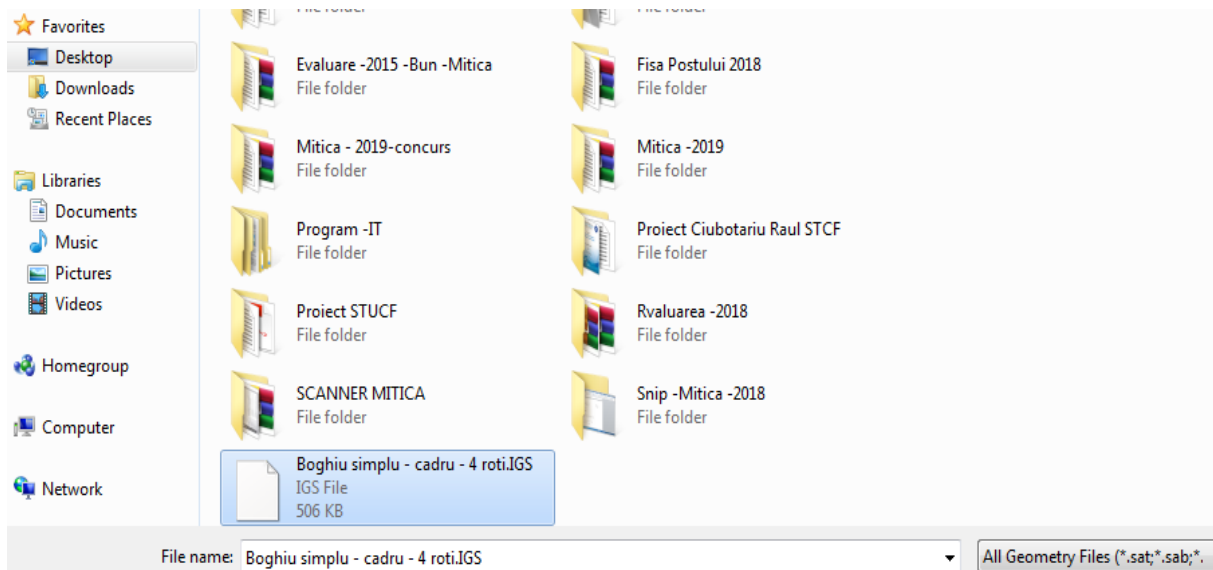 File folder
File folder
Favorites
Desktop
Downloads
Recent Places
Libraries
Documents
Music
Pictures
Videos
Homegroup
Computer
Network
Evaluare -2015 -Bun -Mitica
File folder
Fisa Postului 2018
File folder
Mitica - 2019-concurs
File folder
Mitica -2019
File folder
Program -IT
File folder
Proiect Ciubotariu Raul STCF
File folder
Proiect STUCF
File folder
Rvaluarea -2018
File folder
SCANNER MITICA
File folder
Snip -Mitica -2018
File folder
Boghiu simplu - cadru - 4 roti.IGS
IGS File
506 KB
File name: Boghiu simplu - cadru - 4 roti.IGS
All Geometry Files (*.sat;*.sab;*.